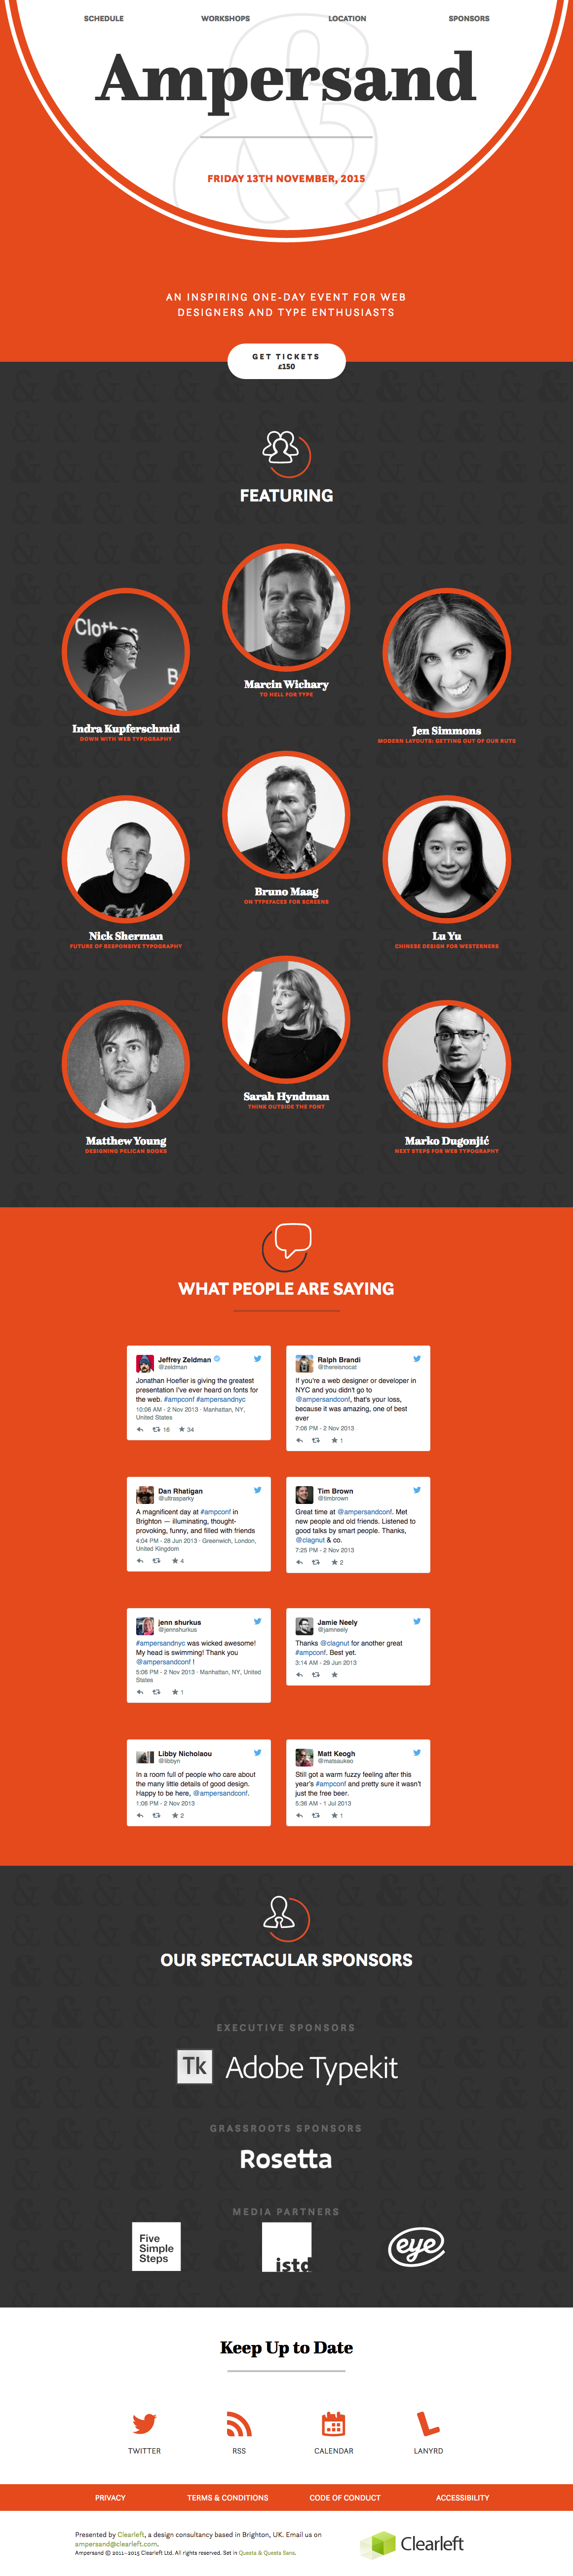 SCHEDULE
WORKSHOPS
LOCATION
SPONSORS
&
Ampersand
FRIDAY 13TH NOVEMBER, 2015
AN INSPIRING ONE-DAY EVENT FOR WEB
DESIGNERS AND TYPE ENTHUSIASTS
GET TICKETS
£150
FEATURING
Clothes
B
Marcin Wichary
TO HELL FOR TYPE
Indra Kupferschmid
DOWN WITH WEB TYPOGRAPHY
Jen Simmons
MODERN LAYOUTS: GETTING OUT OF OUR RUTS
Bruno Maag
ON TYPEFACES FOR SCREENS
OZZY
Nick Sherman
FUTURE OF RESPONSIVE TYPOGRAPHY
Lu Yu
CHINESE DESIGN FOR WESTERNERS
Sarah Hyndman
THINK OUTSIDE THE FONT
Matthew Young
DESIGNING PELICAN BOOKS
Marko Dugonjić
NEXT STEPS FOR WEB TYPOGRAPHY
WHAT PEOPLE ARE SAYING
Jeffrey Zeldman
@zeldman
Jonathan Hoefler is giving the greatest
presentation I've ever heard on fonts for
the web. #ampconf #ampersandnyc
10:06 AM - 2 Nov 2013 · Manhattan, NY,
United States
16
34
Ralph Brandi
@thereisnocat
If you're a web designer or developer in
NYC and you didn't go to
@ampersandconf, that's your loss,
because it was amazing, one of best
ever
7:06 PM - 2 Nov 2013
1
Dan Rhatigan
@ultrasparky
A magnificent day at #ampconf in
Brighton — illuminating, thought-
provoking, funny, and filled with friends
4:04 PM - 28 Jun 2013 · Greenwich, London,
United Kingdom
4
Tim Brown
@timbrown
Great time at @ampersandconf. Met
new people and old friends. Listened to
good talks by smart people. Thanks,
@clagnut & co.
7:25 PM - 2 Nov 2013
2
jenn shurkus
@jennshurkus
#ampersandnyc was wicked awesome!
My head is swimming! Thank you
@ampersandconf !
5:06 PM - 2 Nov 2013 · Manhattan, NY, United
States
1
Jamie Neely
@jamneely
Thanks @clagnut for another great
#ampconf. Best yet.
3:14 AM - 29 Jun 2013
Libby Nicholaou
@libbyn
In a room full of people who care about
the many little details of good design.
Happy to be here, @ampersandconf.
1:06 PM - 2 Nov 2013
2
Matt Keogh
@matsaukeo
Still got a warm fuzzy feeling after this
year's #ampconf and pretty sure it wasn't
just the free beer.
5:36 AM - 1 Jul 2013
1
OUR SPECTACULAR SPONSORS
EXECUTIVE SPONSORS
Tk Adobe Typekit
GRASSROOTS SPONSORS
Rosetta
MEDIA PARTNERS
Five
Simple
Steps
istd
eye
Keep Up to Date
TWITTER
RSS
CALENDAR
LANYRD
PRIVACY
TERMS & CONDITIONS
CODE OF CONDUCT
ACCESSIBILITY
Presented by Clearleft, a design consultancy based in Brighton, UK. Email us on
ampersand@clearleft.com.
Ampersand © 2011–2015 Clearleft Ltd. All rights reserved. Set in Questa & Questa Sans.
Clearleft